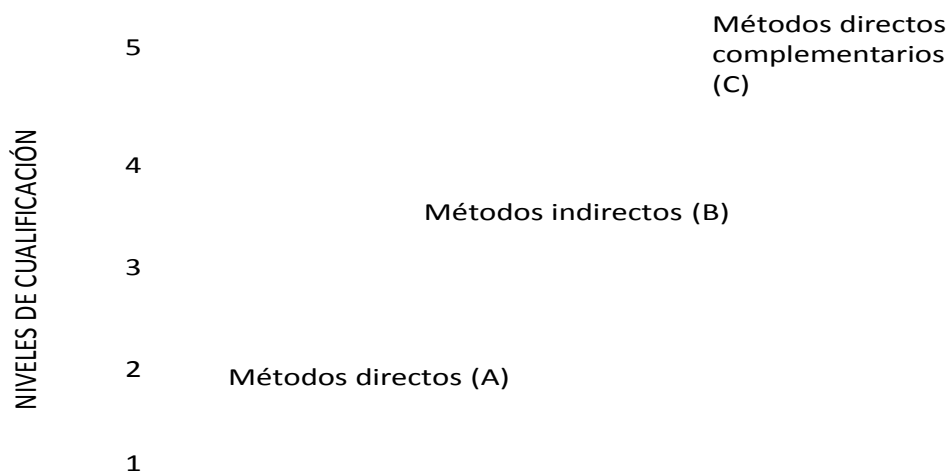 Métodos directos
complementarios
(C)
5
4
Métodos indirectos (B)
3
2
Métodos directos (A)
1
NIVELES DE CUALIFICACIÓN